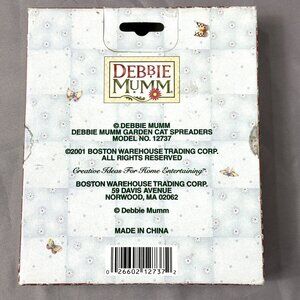 DEBBIE
MUMM.
© DEBBIE MUMM
DEBBIE MUMM GARDEN CAT SPREADERS
MODEL NO. 12737
©2001 BOSTON WAREHOUSE TRADING CORP.
ALL RIGHTS RESERVED
Creative Ideas For Home Entertaining™
BOSTON WAREHOUSE TRADING CORP.
59 DAVIS AVENUE
NORWOOD, MA 02062
© Debbie Mumm
MADE IN CHINA
0 26602 12737 2